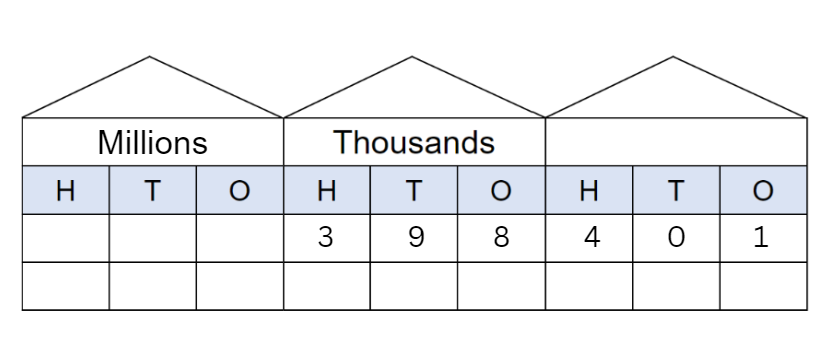 Millions Thousands
H T O H T O H T O
3 9 8 4 0 1